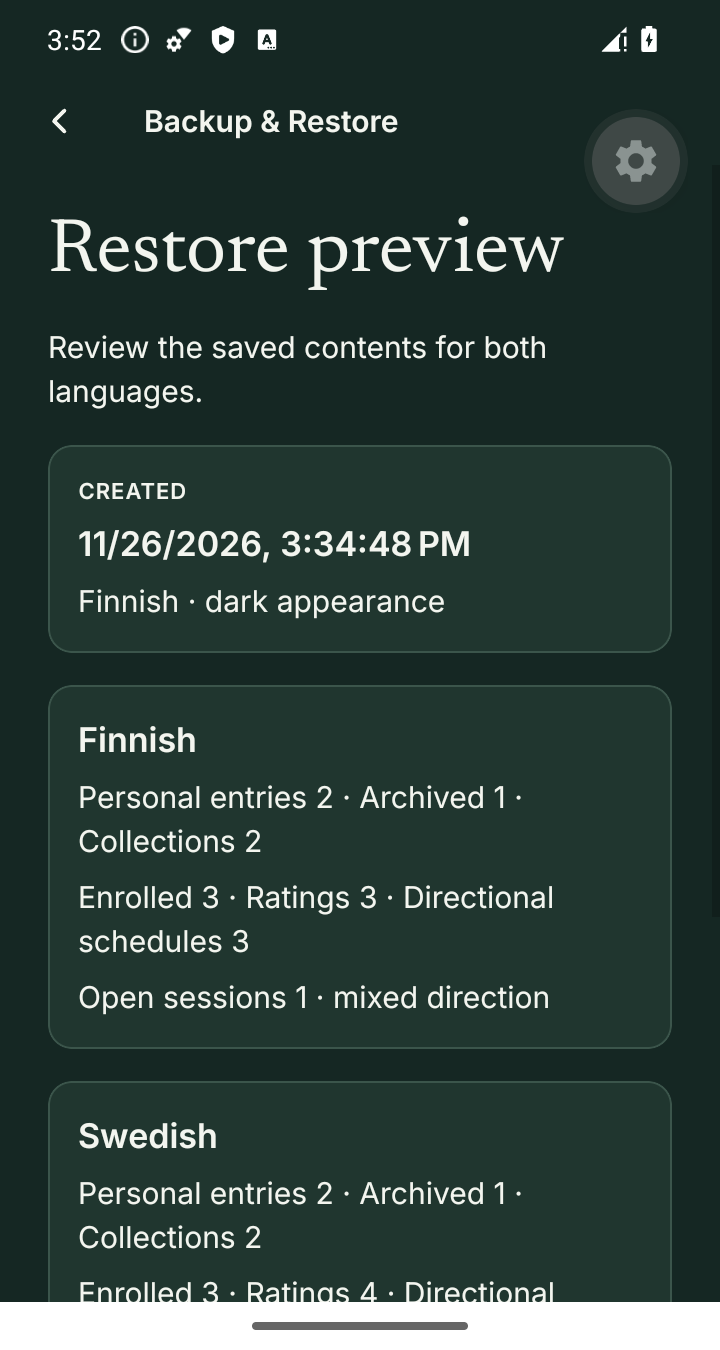 3:52
Backup & Restore
Restore preview
Review the saved contents for both
languages.
CREATED
11/26/2026, 3:34:48 PM
Finnish · dark appearance
Finnish
Personal entries 2 · Archived 1 ·
Collections 2
Enrolled 3 · Ratings 3 · Directional
schedules 3
Open sessions 1 · mixed direction
Swedish
Personal entries 2 · Archived 1 ·
Collections 2
Enrolled 3 · Ratings 4 · Directional